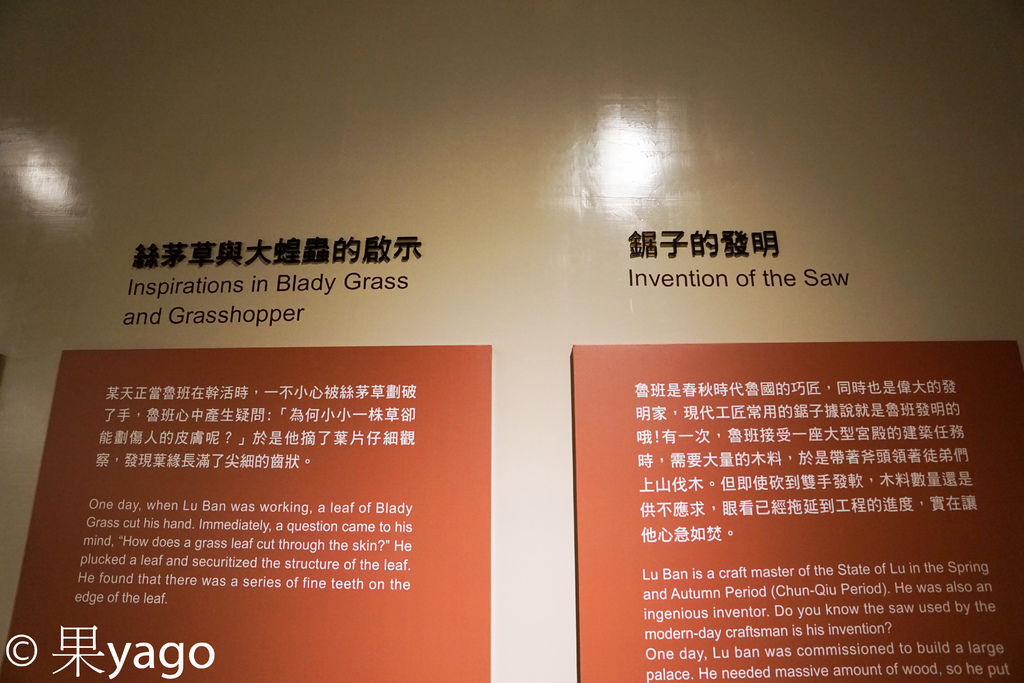 絲茅草與大蝗蟲的啟示
Inspirations in Blady Grass
and Grasshopper
某天正當魯班在幹活時，一不小心被絲茅草劃破
了手，魯班心中產生疑問:「為何小小一株草卻
能劃傷人的皮膚呢？」於是他摘了葉片仔細觀
察，發現葉緣長滿了尖細的齒狀。
One day, when Lu Ban was working, a leaf of Blady
Grass cut his hand. Immediately, a question came to his
mind, “How does a grass leaf cut through the skin?” He
plucked a leaf and securitized the structure of the leaf.
He found that there was a series of fine teeth on the
edge of the leaf.
鋸子的發明
Invention of the Saw
魯班是春秋時代魯國的巧匠，同時也是偉大的發
明家，現代工匠常用的鋸子據說就是魯班發明的
哦!有一次，魯班接受一座大型宮殿的建築任務
時，需要大量的木料，於是帶著斧頭領著徒弟們
上山伐木。但即使砍到雙手發軟，木料數量還是
供不應求，眼看已經拖延到工程的進度，實在讓
他心急如焚。
Lu Ban is a craft master of the State of Lu in the Spring
and Autumn Period (Chun-Qiu Period). He was also an
ingenious inventor. Do you know the saw used by the
modern-day craftsman is his invention?
One day, Lu ban was commissioned to build a large
palace. He needed massive amount of wood, so he put
© 果yago